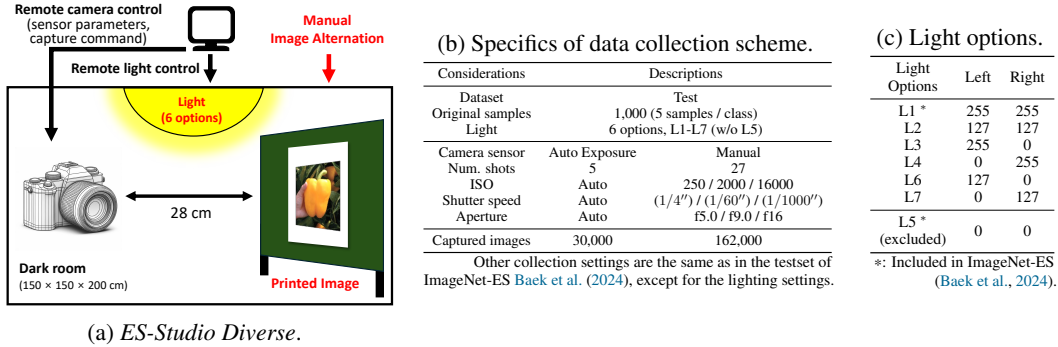 Remote camera control
(sensor parameters,
capture command)
Manual
Image Alternation
Remote light control
Light
(6 options)
28 cm
Dark room
(150 × 150 × 200 cm)
Printed Image
(a) ES-Studio Diverse.
(b) Specifics of data collection scheme.
Considerations Descriptions
Dataset Test
Original samples 1,000 (5 samples / class)
Light 6 options, L1-L7 (w/o L5)
Camera sensor Auto Exposure Manual
Num. shots 5 27
ISO Auto 250 / 2000 / 16000
Shutter speed Auto (1/4″) / (1/60″) / (1/1000″)
Aperture Auto f5.0 / f9.0 / f16
Captured images 30,000 162,000
Other collection settings are the same as in the testset of
ImageNet-ES Baek et al. (2024), except for the lighting settings.
(c) Light options.
Light
Options Left Right
L1 * 255 255
L2 127 127
L3 255 0
L4 0 255
L6 127 0
L7 0 127
L5 *
(excluded) 0 0
*: Included in ImageNet-ES
(Baek et al., 2024).